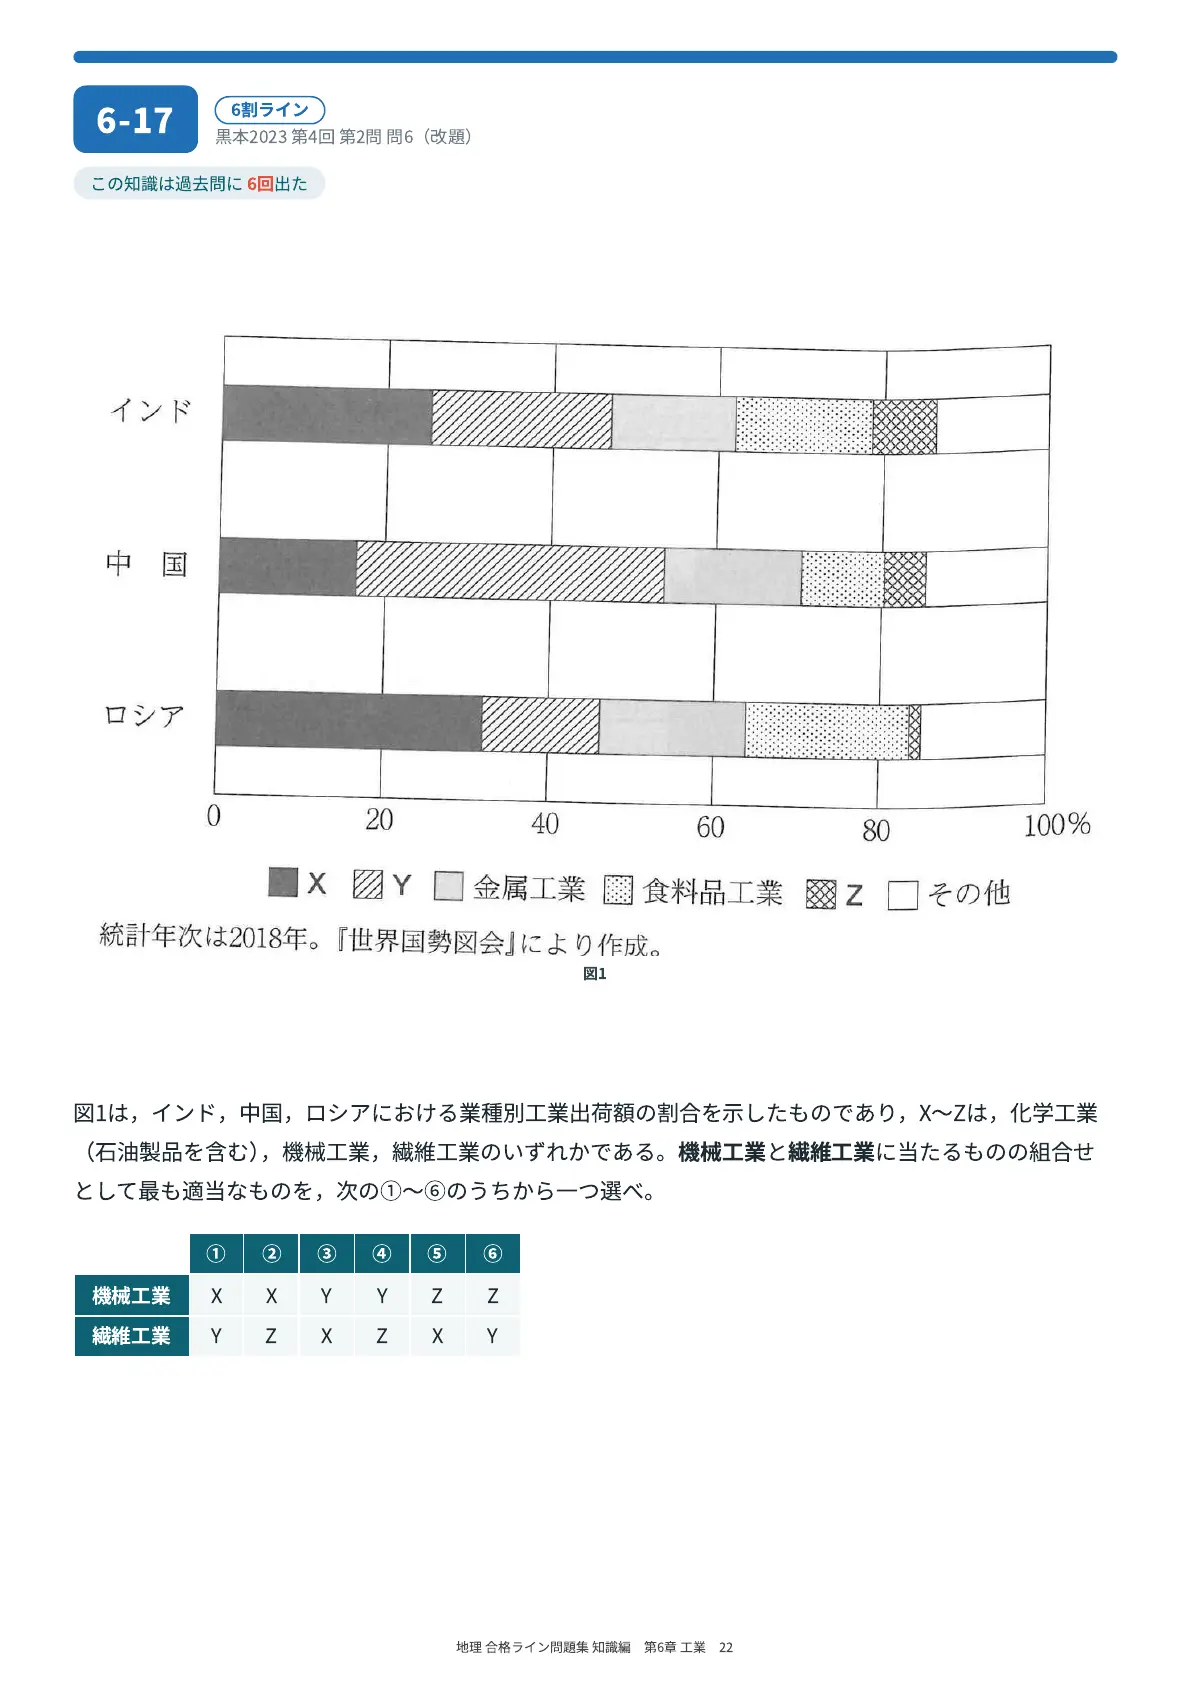 6-17
6割ライン
黒本2023 第4回 第2問 問6（改題）
この知識は過去問に 6回出た
インド
中　国
ロシア
0 20 40 60 80 100%
X Y 金属工業 食料品工業 Z その他
統計年次は2018年。『世界国勢図会』により作成。
図1
図1は，インド，中国，ロシアにおける業種別工業出荷額の割合を示したものであり，X～Zは，化学工業
（石油製品を含む），機械工業，繊維工業のいずれかである。機械工業と繊維工業に当たるものの組合せ
として最も適当なものを，次の①～⑥のうちから一つ選べ。
① ② ③ ④ ⑤ ⑥
機械工業 X X Y Y Z Z
繊維工業 Y Z X Z X Y
地理 合格ライン問題集 知識編　第6章 工業　22